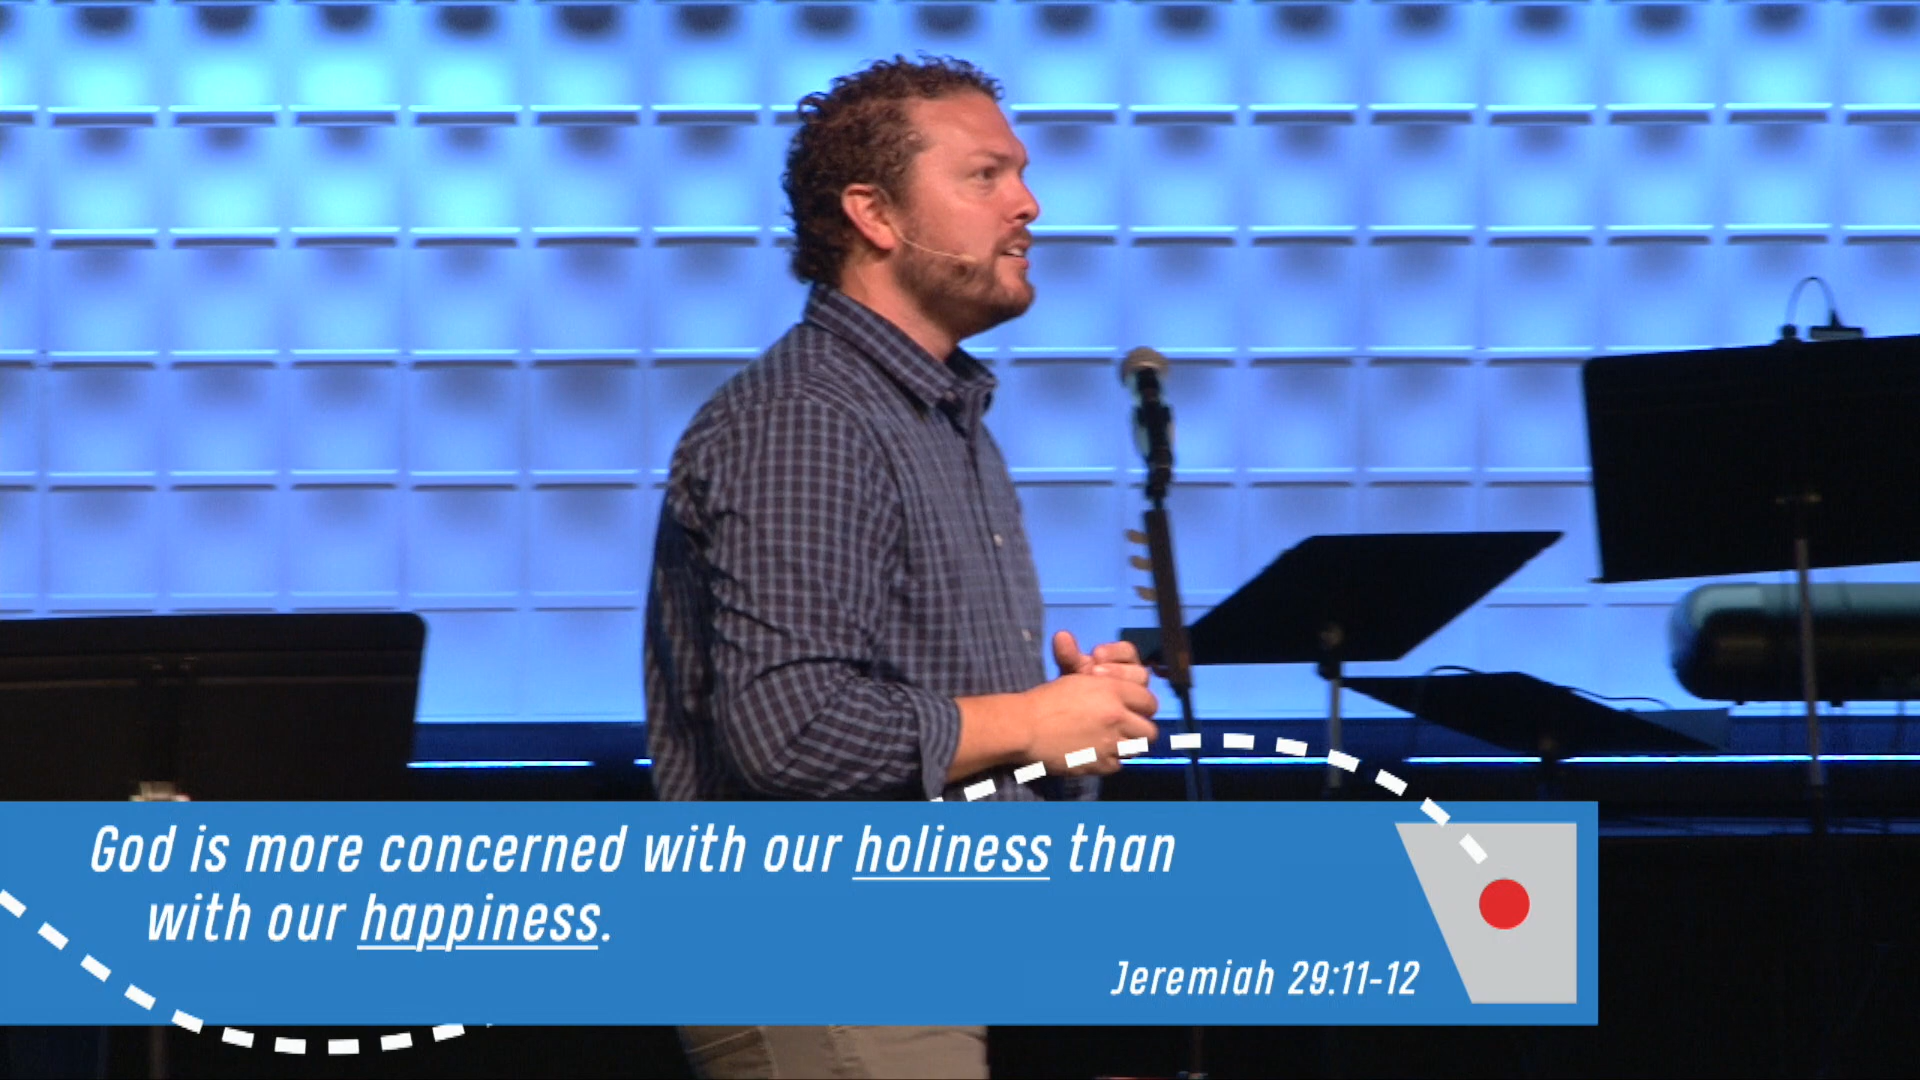 God is more concerned with our holiness than
with our happiness.
Jeremiah 29:11-12